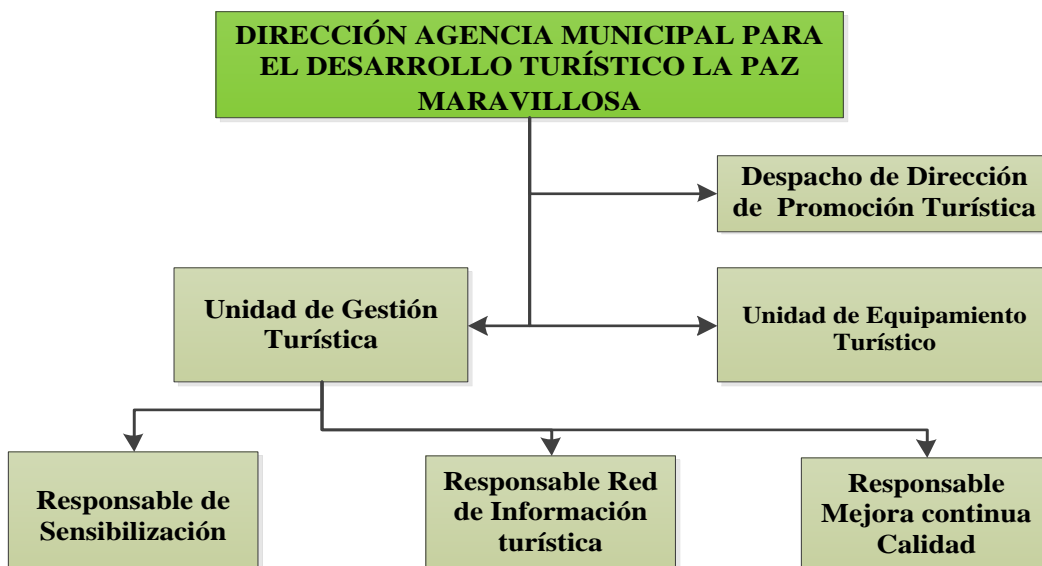 DIRECCIÓN AGENCIA MUNICIPAL PARA
EL DESARROLLO TURÍSTICO LA PAZ
MARAVILLOSA
Despacho de Dirección
de Promoción Turística
Unidad de Gestión
Turística
Unidad de Equipamiento
Turístico
Responsable de
Sensibilización
Responsable Red
de Información
turística
Responsable
Mejora continua
Calidad